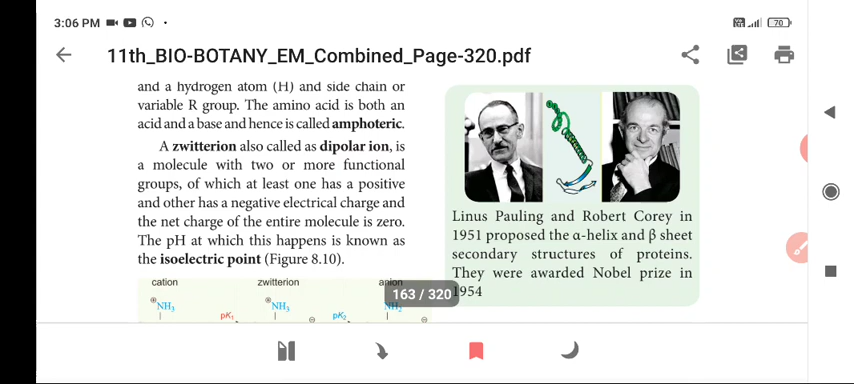 3:06 PM
70
11th_BIO-BOTANY_EM_Combined_Page-320.pdf
and a hydrogen atom (H) and side chain or
variable R group. The amino acid is both an
acid and a base and hence is called amphoteric.
A zwitterion also called as dipolar ion, is
a molecule with two or more functional
groups, of which at least one has a positive
and other has a negative electrical charge and
the net charge of the entire molecule is zero.
The pH at which this happens is known as
the isoelectric point (Figure 8.10).
cation zwitterion anion
⊕ ⊕
NH3 NH3 NH2
pK1 ⊖ pK2 ⊖
Linus Pauling and Robert Corey in
1951 proposed the α-helix and β sheet
secondary structures of proteins.
They were awarded Nobel prize in
1954
163 / 320